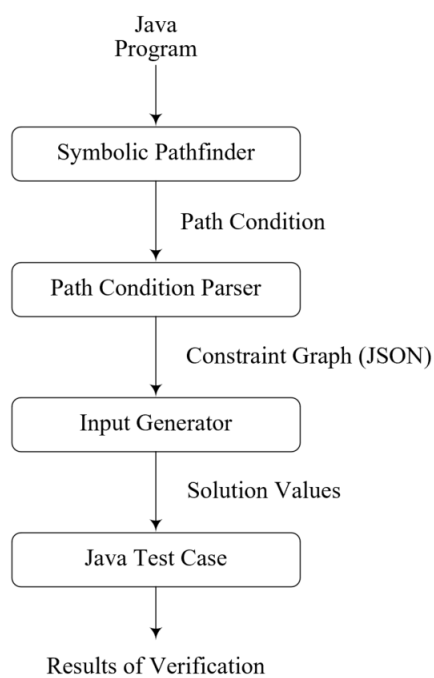 Java
Program
Symbolic Pathfinder
Path Condition
Path Condition Parser
Constraint Graph (JSON)
Input Generator
Solution Values
Java Test Case
Results of Verification